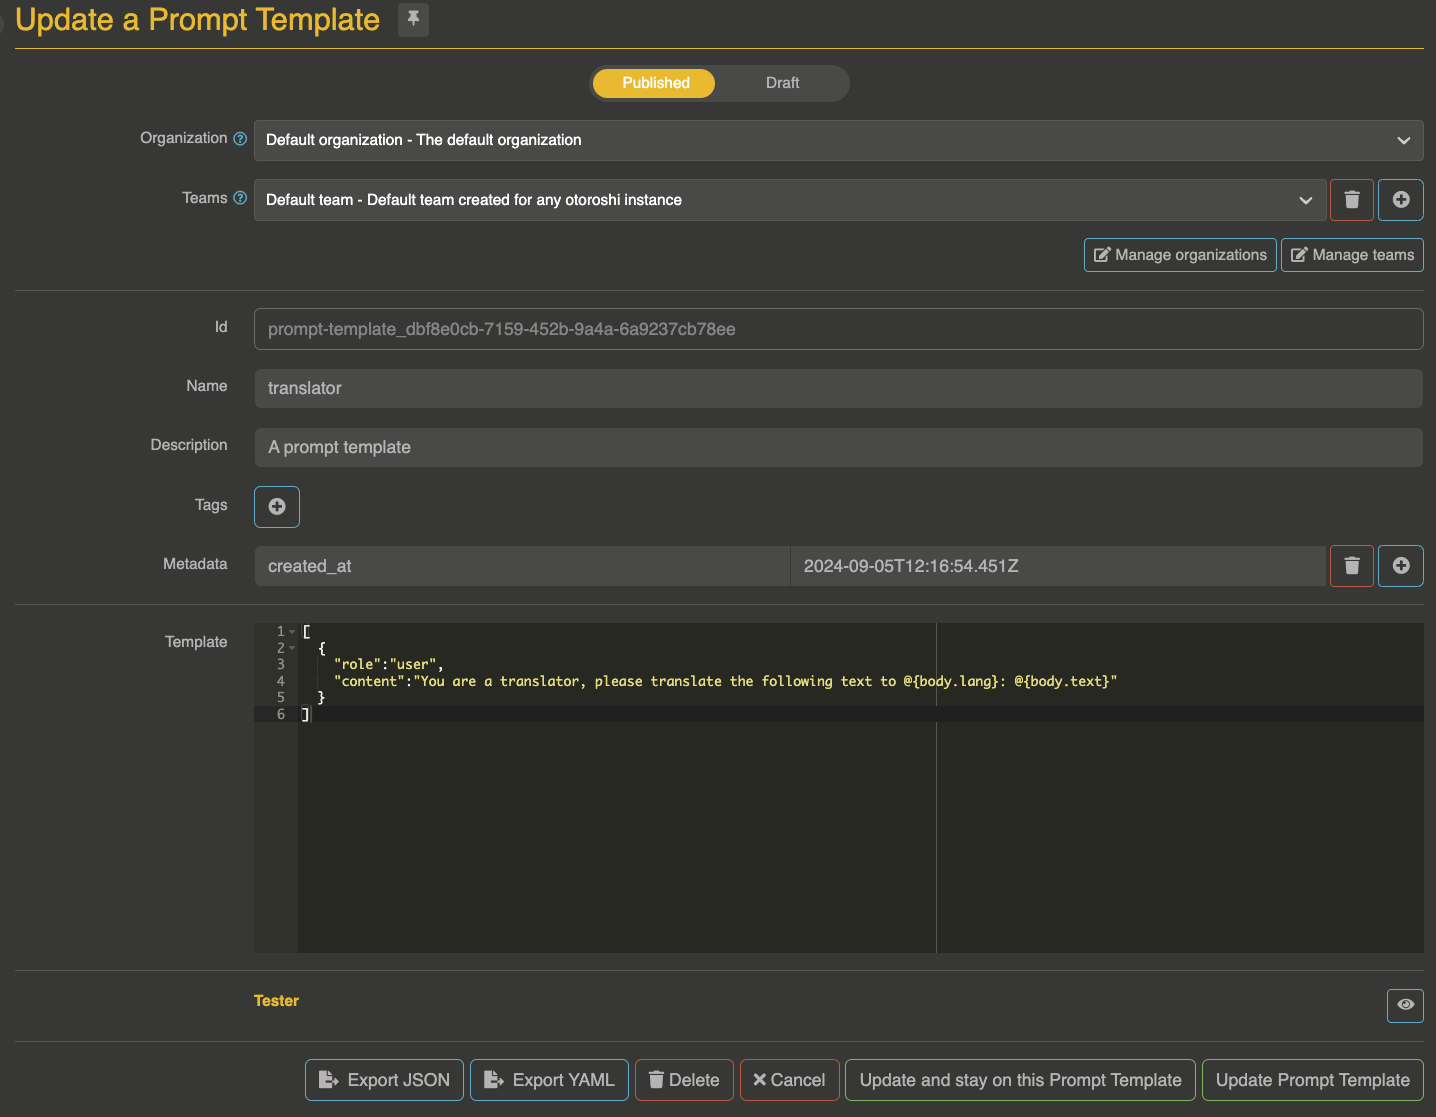 Update a Prompt Template
Published Draft
Organization Default organization - The default organization
Teams Default team - Default team created for any otoroshi instance
Manage organizations Manage teams
Id prompt-template_dbf8e0cb-7159-452b-9a4a-6a9237cb78ee
Name translator
Description A prompt template
Tags
Metadata created_at 2024-09-05T12:16:54.451Z
Template
1 [
2 {
3 "role":"user",
4 "content":"You are a translator, please translate the following text to @{body.lang}: @{body.text}"
5 }
6 ]
Tester
Export JSON Export YAML Delete Cancel Update and stay on this Prompt Template Update Prompt Template